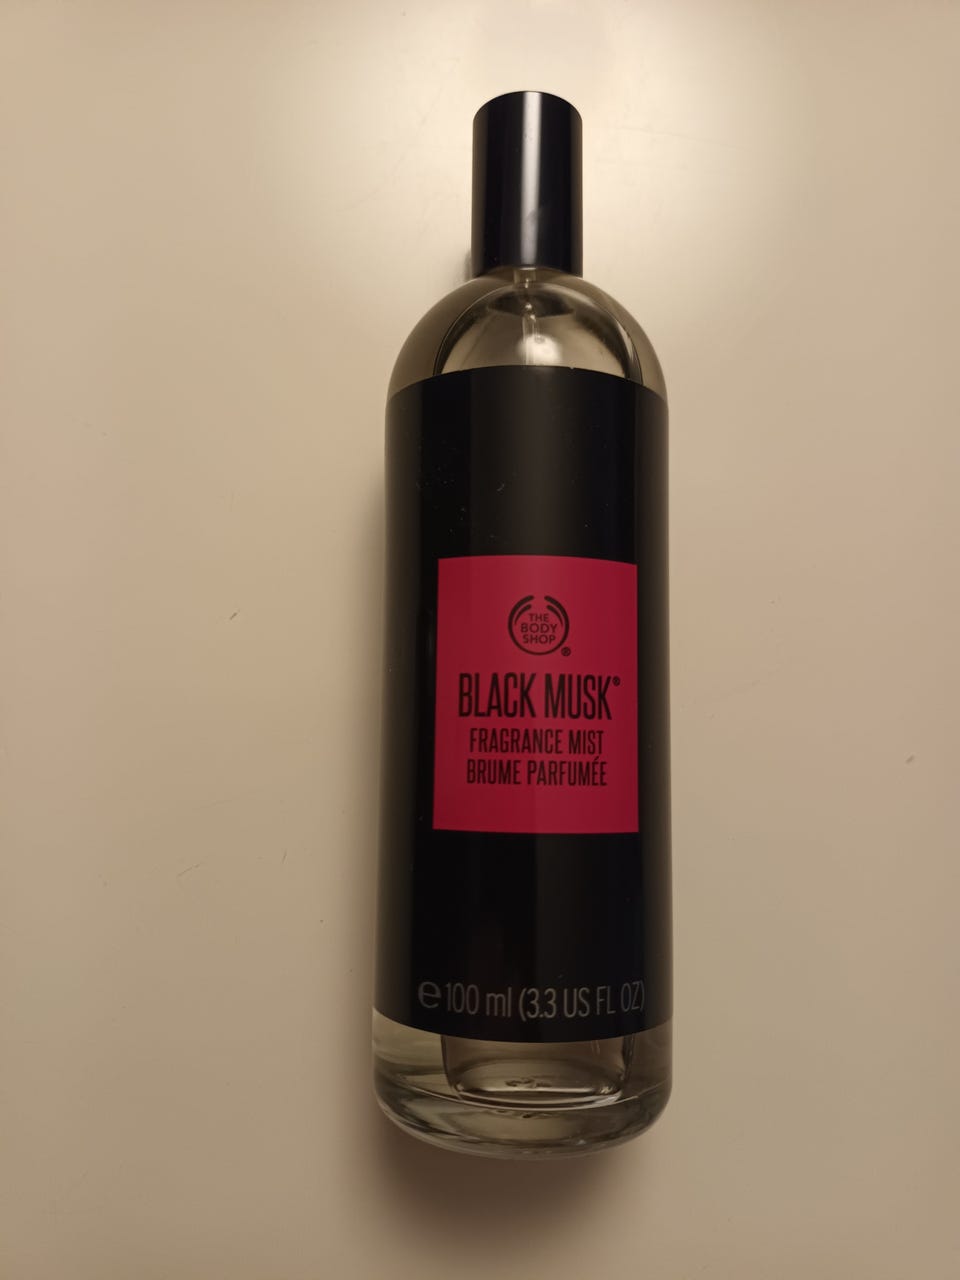 THE
BODY
SHOP®
BLACK MUSK®
FRAGRANCE MIST
BRUME PARFUMÉE
℮100 ml (3.3 US FL OZ)